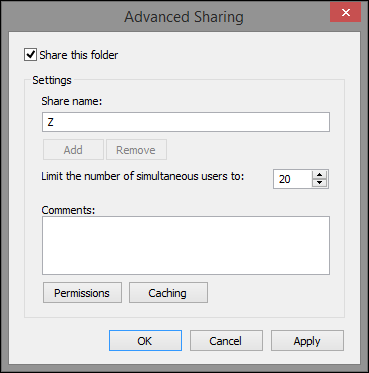 Advanced Sharing
Share this folder
Settings
Share name:
Z
Add Remove
Limit the number of simultaneous users to: 20
Comments:
Permissions Caching
OK Cancel Apply